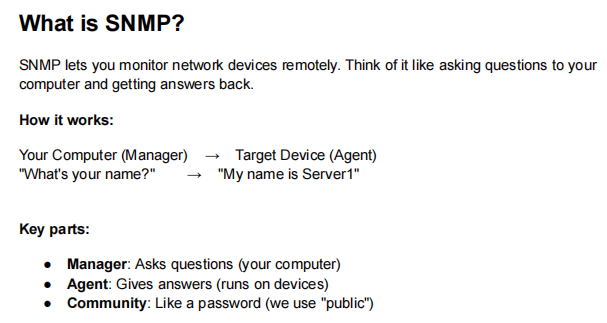 What is SNMP?
SNMP lets you monitor network devices remotely. Think of it like asking questions to your
computer and getting answers back.
How it works:
Your Computer (Manager) → Target Device (Agent)
"What's your name?" → "My name is Server1"
Key parts:
● Manager: Asks questions (your computer)
● Agent: Gives answers (runs on devices)
● Community: Like a password (we use "public")